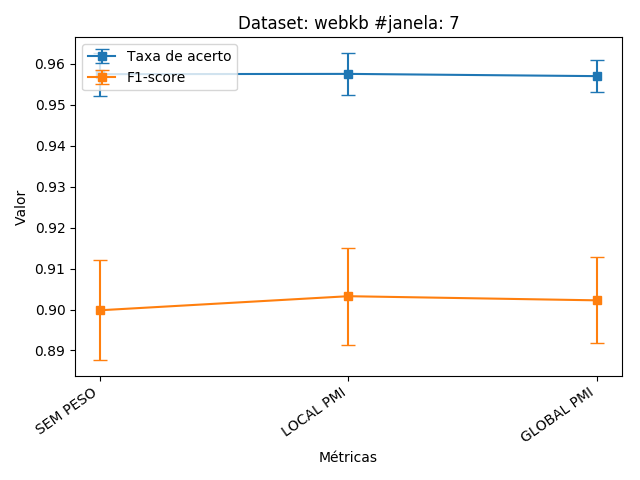 Dataset: webkb #janela: 7
Taxa de acerto
F1-score
Valor
0.96
0.95
0.94
0.93
0.92
0.91
0.90
0.89
SEM PESO
LOCAL PMI
GLOBAL PMI
Métricas